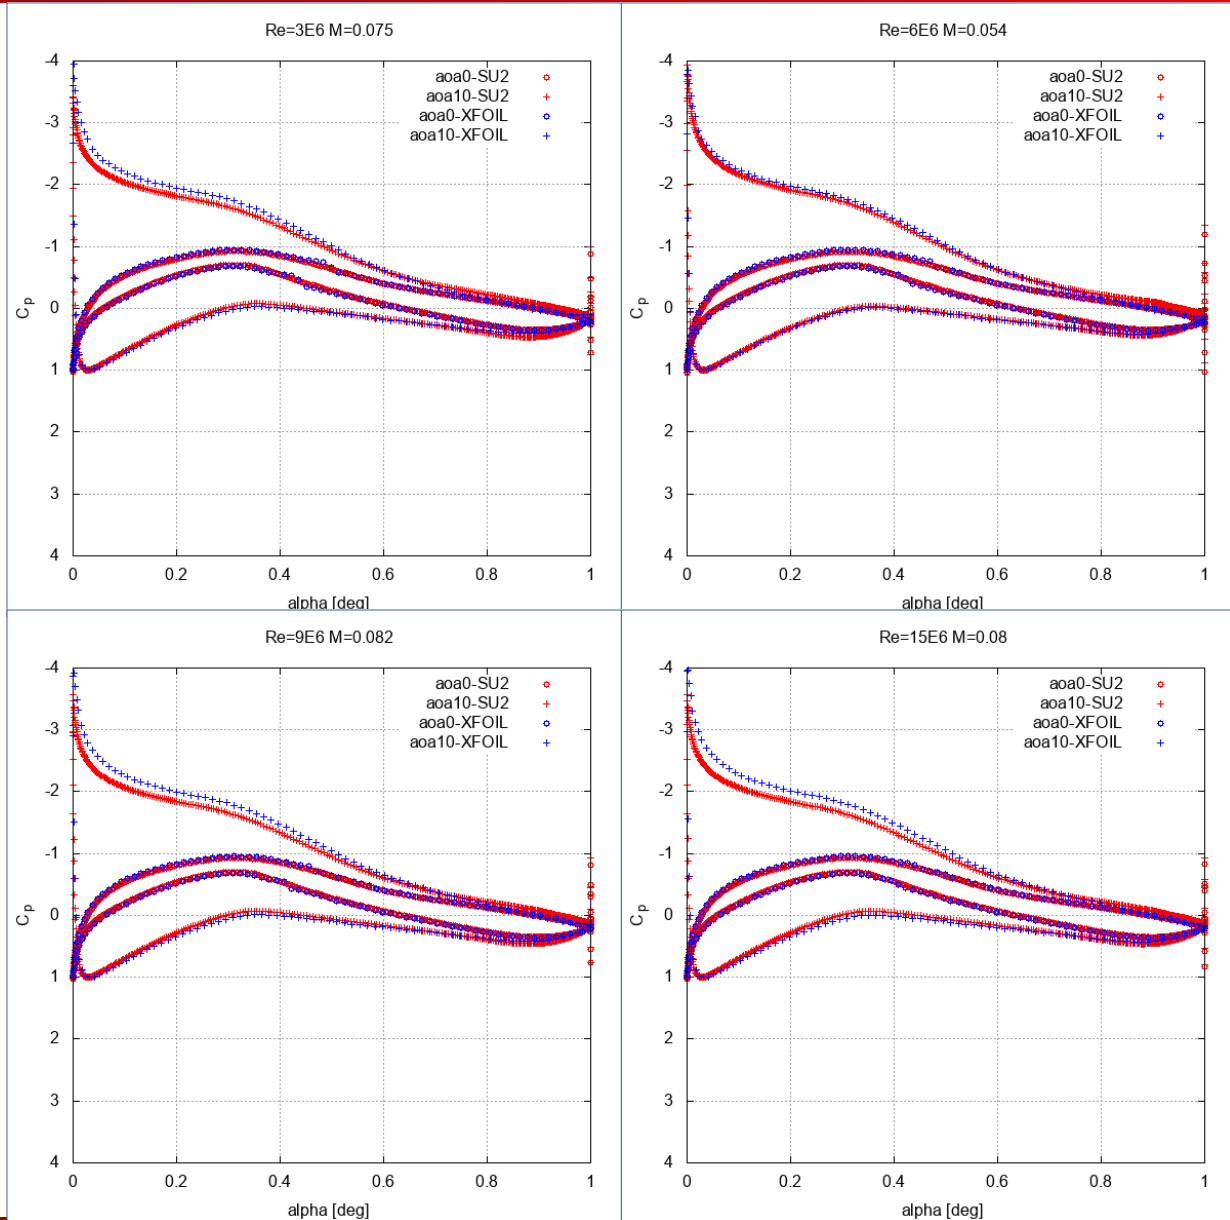 Re=3E6 M=0.075
-4
-3
-2
-1
0
1
2
3
4
C_p
0 0.2 0.4 0.6 0.8 1
alpha [deg]
aoa0-SU2
aoa10-SU2
aoa0-XFOIL
aoa10-XFOIL
Re=6E6 M=0.054
-4
-3
-2
-1
0
1
2
3
4
C_p
0 0.2 0.4 0.6 0.8 1
alpha [deg]
aoa0-SU2
aoa10-SU2
aoa0-XFOIL
aoa10-XFOIL
Re=9E6 M=0.082
-4
-3
-2
-1
0
1
2
3
4
C_p
0 0.2 0.4 0.6 0.8 1
alpha [deg]
aoa0-SU2
aoa10-SU2
aoa0-XFOIL
aoa10-XFOIL
Re=15E6 M=0.08
-4
-3
-2
-1
0
1
2
3
4
C_p
0 0.2 0.4 0.6 0.8 1
alpha [deg]
aoa0-SU2
aoa10-SU2
aoa0-XFOIL
aoa10-XFOIL